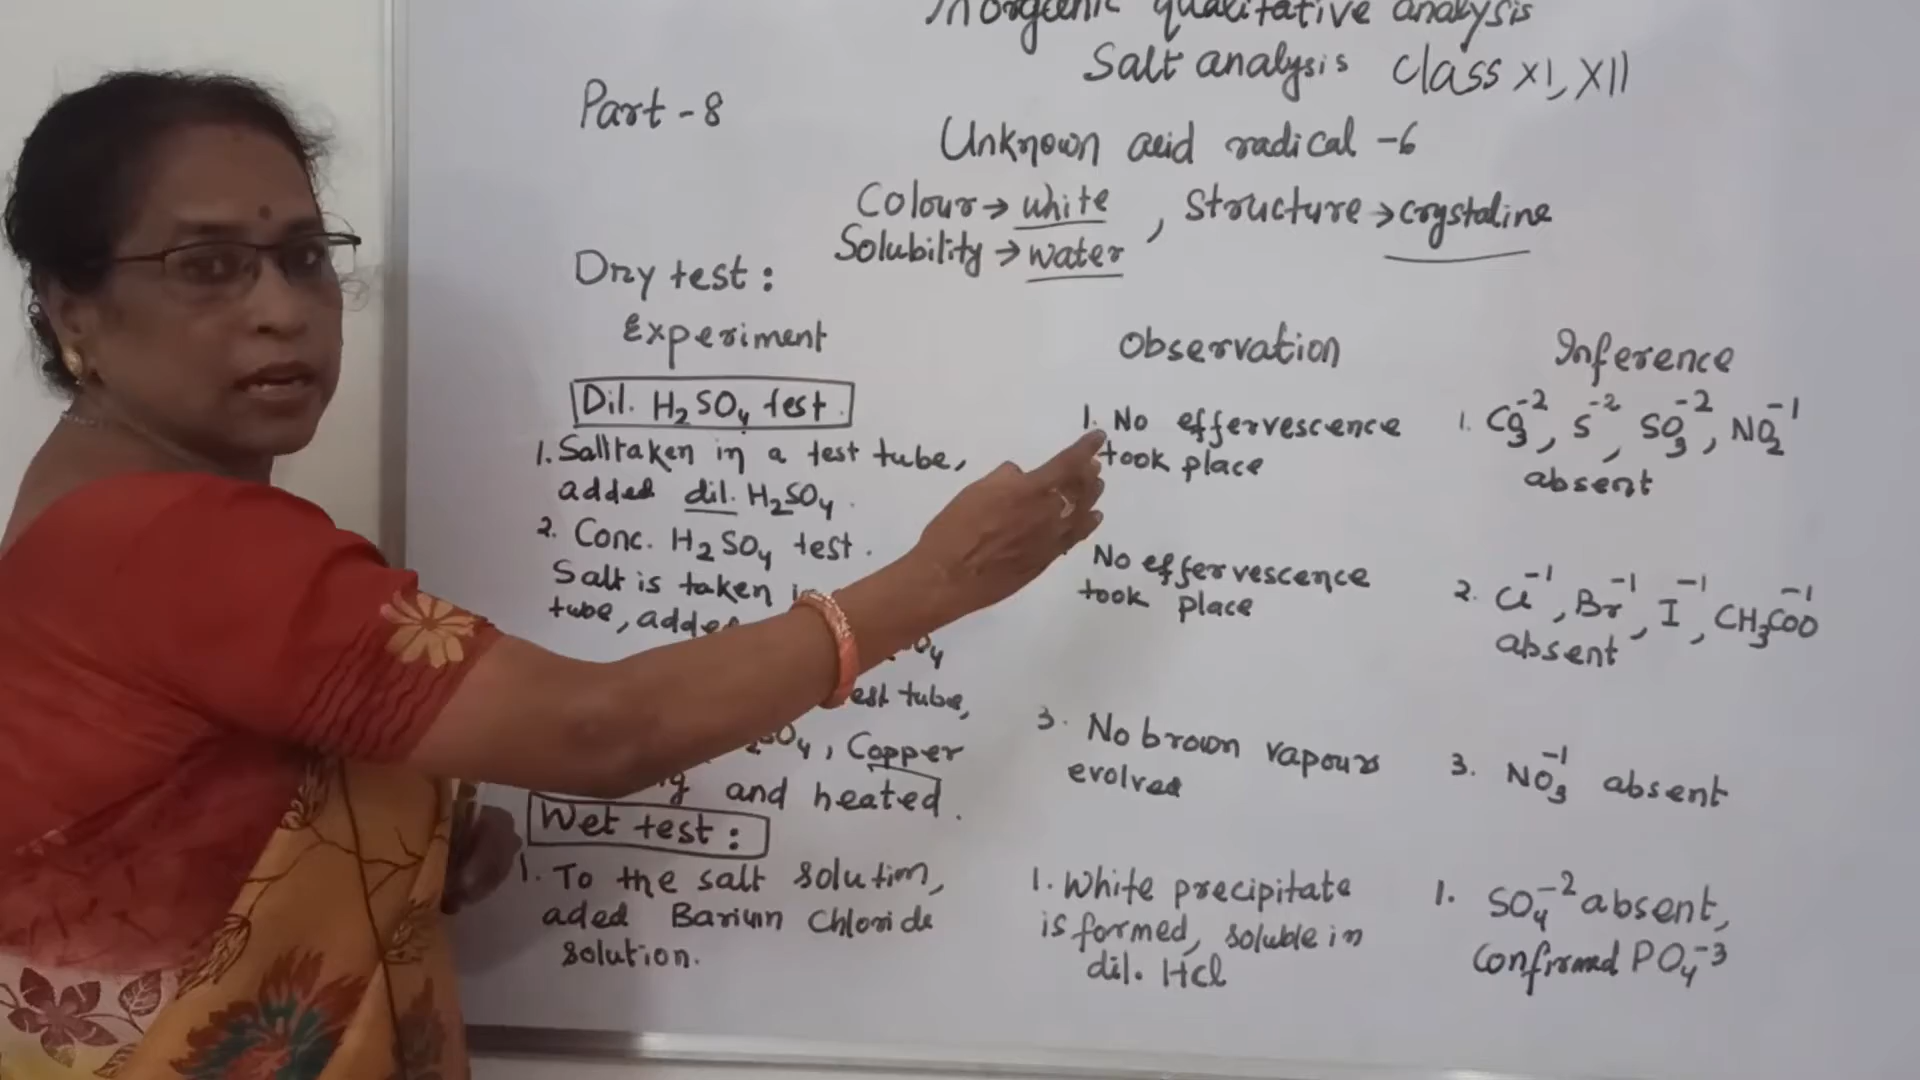 Inorganic qualitative analysis
Salt analysis class XI, XII
Part - 8
Unknown acid radical -6
Colour → white , Structure → crystaline
Solubility → water
Dry test :
Experiment
Observation
Inference
Dil. H₂SO₄ test.
1. Salt taken in a test tube,
added dil. H₂SO₄.
1. No effervescence
took place
1. CO₃⁻², S⁻², SO₃⁻², NO₂⁻¹
absent
2. Conc. H₂SO₄ test.
Salt is taken
tube, added
No effervescence
took place
2. Cl⁻¹, Br⁻¹, I⁻¹, CH₃COO⁻¹
absent
tube,
, Copper
and heated.
3. No brown vapours
evolved
3. NO₃⁻¹ absent
Wet test :
1. To the salt solution,
aded Barium Chloride
solution.
1. White precipitate
is formed, soluble in
dil. HCl
1. SO₄⁻² absent,
Confirmed PO₄⁻³